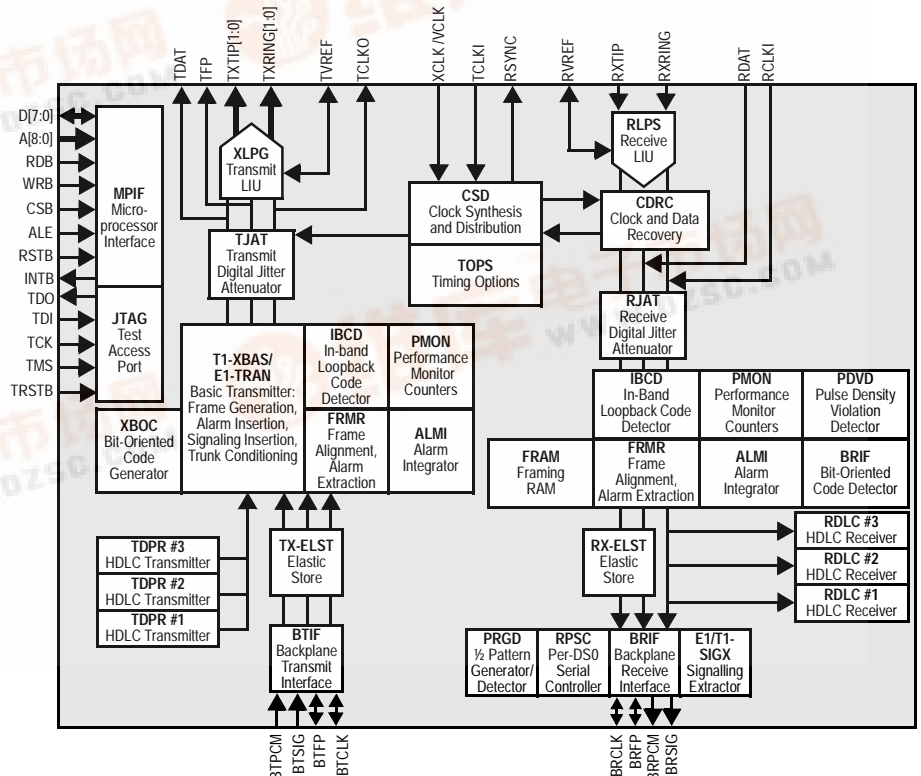 TDAT
TFP
TXTIP[1:0]
TXRING[1:0]
TVREF
TCLKO
XCLK /VCLK
TCLKI
RSYNC
RVREF
RXTIP
RXRING
RDAT
RCLKI
D[7:0]
A[8:0]
RDB
WRB
CSB
ALE
RSTB
INTB
TDO
TDI
TCK
TMS
TRSTB
MPIF
Micro-
processor
Interface
JTAG
Test
Access
Port
XLPG
Transmit
LIU
TJAT
Transmit
Digital Jitter
Attenuator
CSD
Clock Synthesis
and Distribution
TOPS
Timing Options
RLPS
Receive
LIU
CDRC
Clock and Data
Recovery
RJAT
Receive
Digital Jitter
Attenuator
XBOC
Bit-Oriented
Code
Generator
T1-XBAS/
E1-TRAN
Basic Transmitter:
Frame Generation,
Alarm Insertion,
Signaling Insertion,
Trunk Conditioning
IBCD
In-band
Loopback
Code
Detector
PMON
Performance
Monitor
Counters
FRMR
Frame
Alignment,
Alarm
Extraction
ALMI
Alarm
Integrator
IBCD
In-Band
Loopback Code
Detector
PMON
Performance
Monitor
Counters
PDVD
Pulse Density
Violation
Detector
FRAM
Framing
RAM
FRMR
Frame
Alignment,
Alarm Extraction
ALMI
Alarm
Integrator
BRIF
Bit-Oriented
Code Detector
TDPR #3
HDLC Transmitter
TDPR #2
HDLC Transmitter
TDPR #1
HDLC Transmitter
TX-ELST
Elastic
Store
BTIF
Backplane
Transmit
Interface
RX-ELST
Elastic
Store
RDLC #3
HDLC Receiver
RDLC #2
HDLC Receiver
RDLC #1
HDLC Receiver
PRGD
½ Pattern
Generator/
Detector
RPSC
Per-DS0
Serial
Controller
BRIF
Backplane
Receive
Interface
E1/T1-
SIGX
Signalling
Extractor
BTPCM
BTSIG
BTFP
BTCLK
BRCLK
BRFP
BRPCM
BRSIG
WWW.DZSC.COM